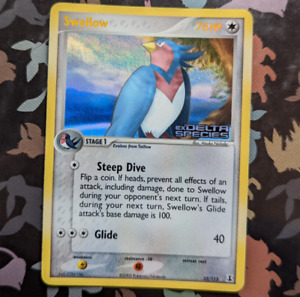 Swellow
70 HP
ex DELTA SPECIES
STAGE 1
Evolves from Taillow
Steep Dive
Flip a coin. If heads, prevent all effects of an
attack, including damage, done to Swellow
during your opponent's next turn. If heads,
during your next turn, Swellow's Glide
attack's base damage is 100.
Glide 40
weakness
resistance
retreat cost